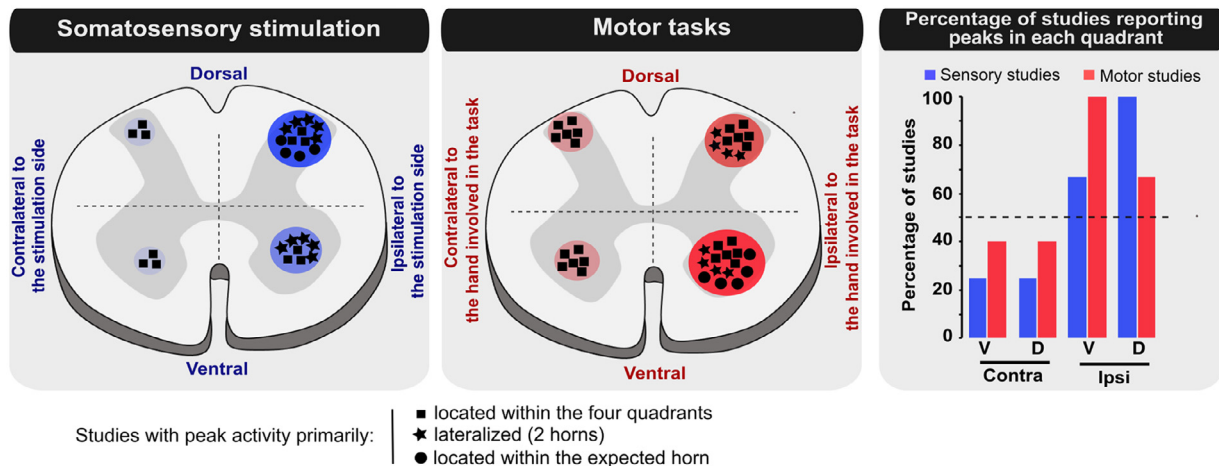 Somatosensory stimulation
Dorsal
Contralateral to
the stimulation side
Ipsilateral to
the stimulation side
Ventral
Motor tasks
Dorsal
Contralateral to
the hand involved in the task
Ipsilateral to
the hand involved in the task
Ventral
Percentage of studies reporting
peaks in each quadrant
Sensory studies
Motor studies
Percentage of studies
100
80
60
40
20
0
V
D
V
D
Contra
Ipsi
Studies with peak activity primarily:
located within the four quadrants
lateralized (2 horns)
located within the expected horn